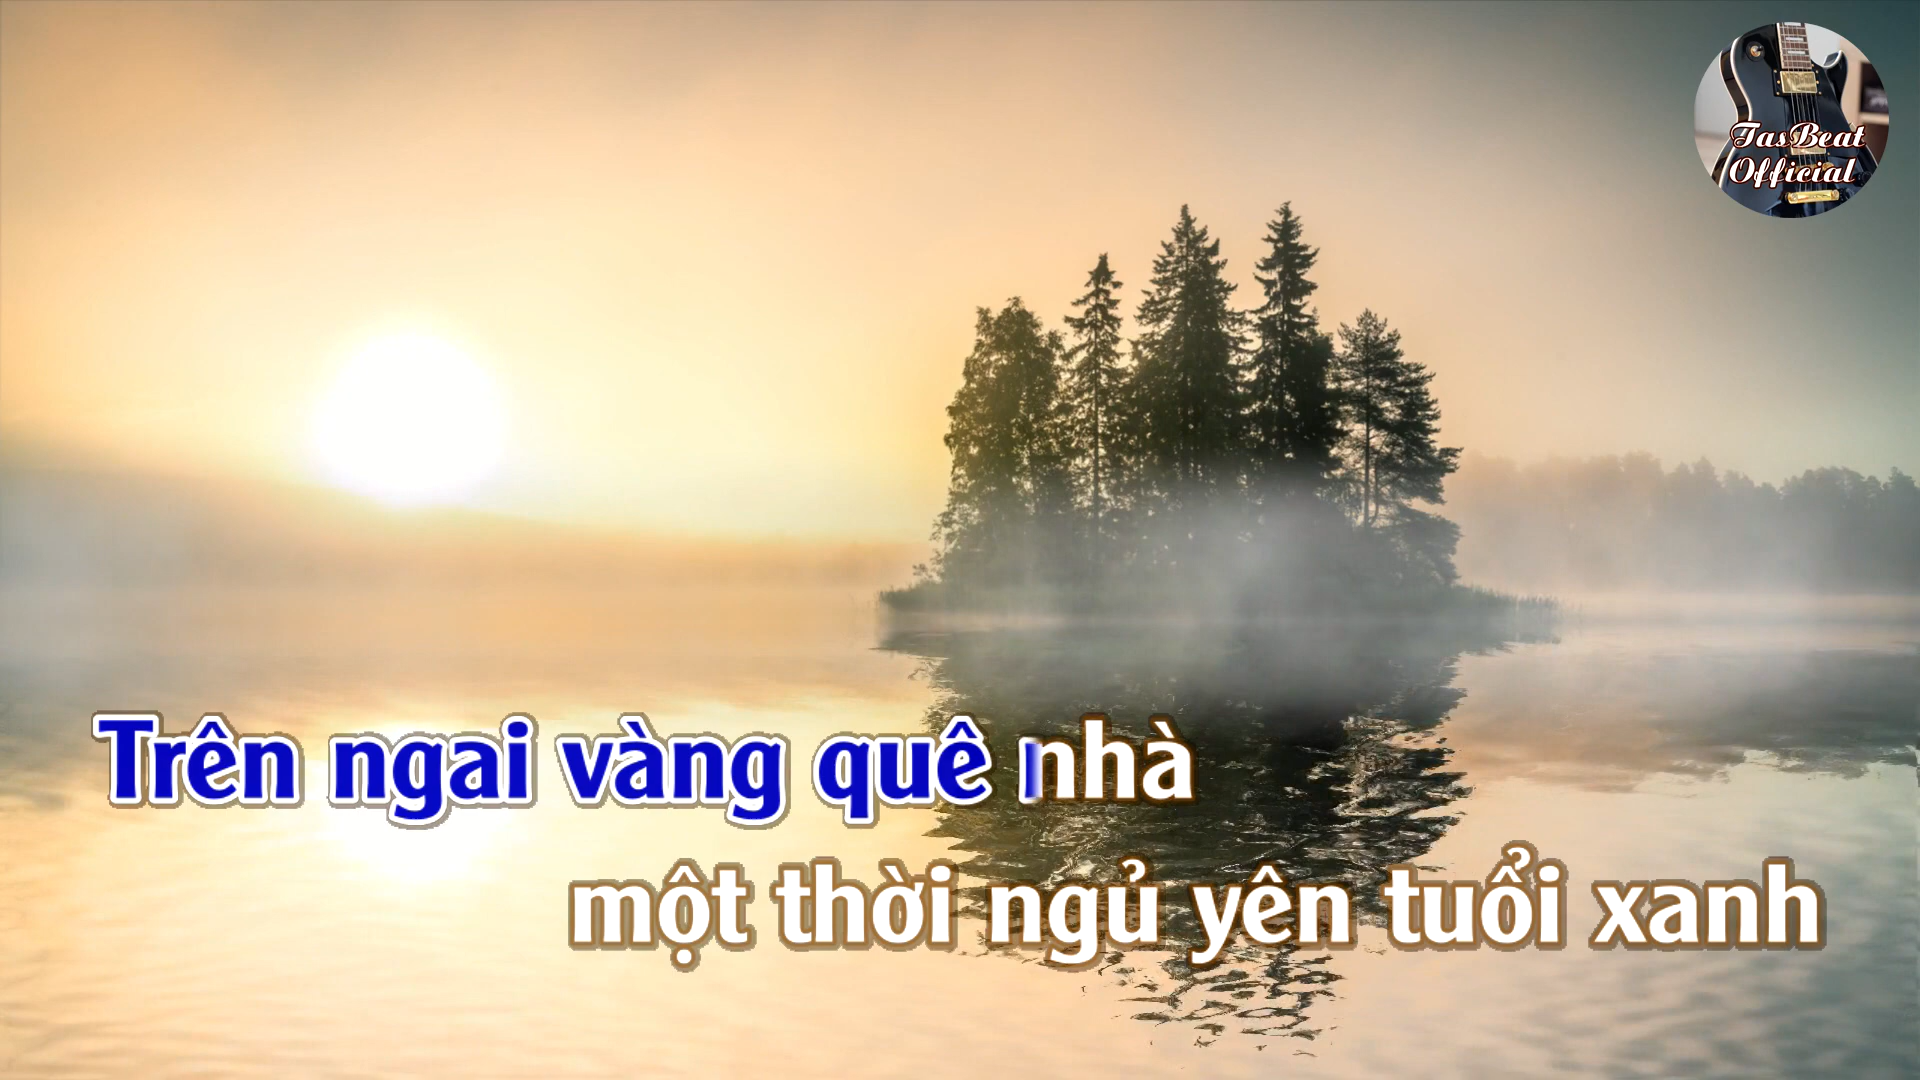 TasBeat
Official
Trên ngai vàng quê nhà
một thời ngủ yên tuổi xanh